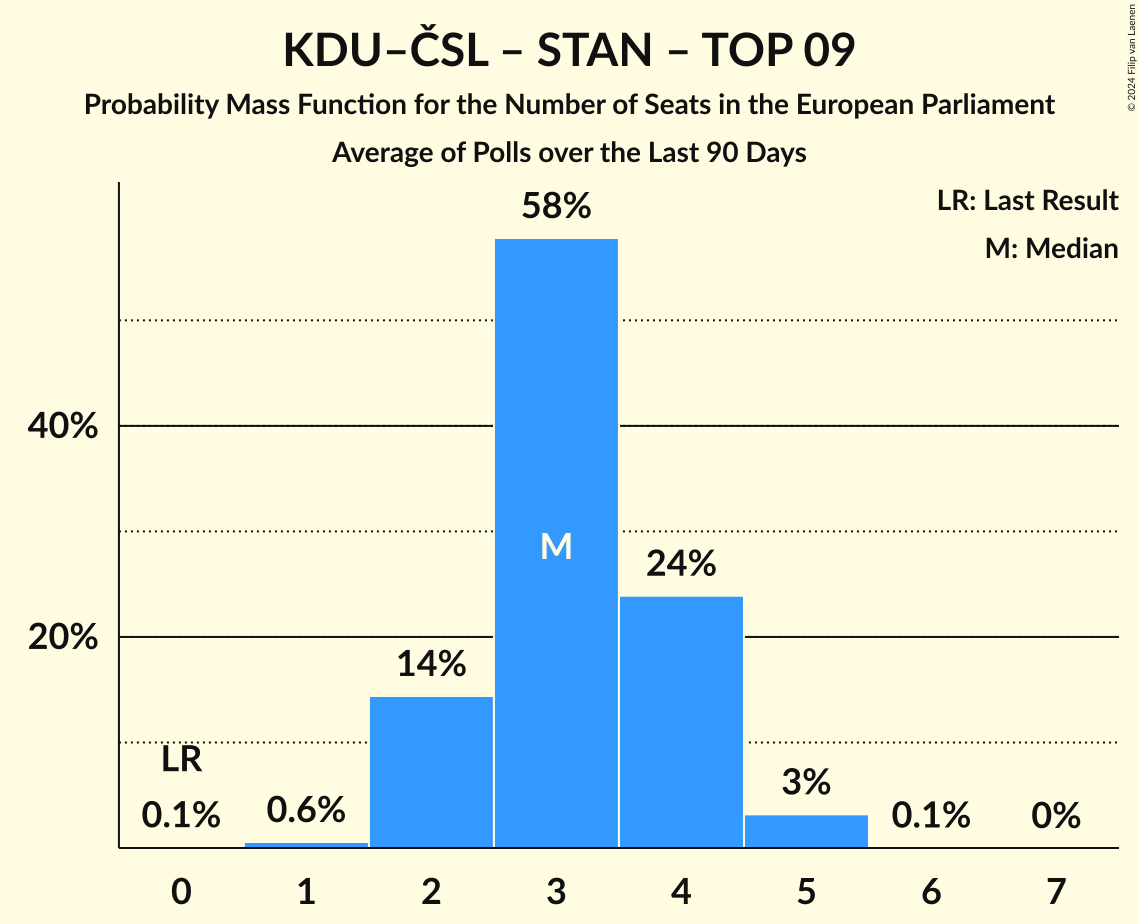 KDU–ČSL – STAN – TOP 09
Probability Mass Function for the Number of Seats in the European Parliament
Average of Polls over the Last 90 Days
© 2024 Filip van Laenen
LR: Last Result
M: Median
58%
40%
M
24%
20%
14%
LR
3%
0.1%
0.6%
0.1%
0%
0 1 2 3 4 5 6 7